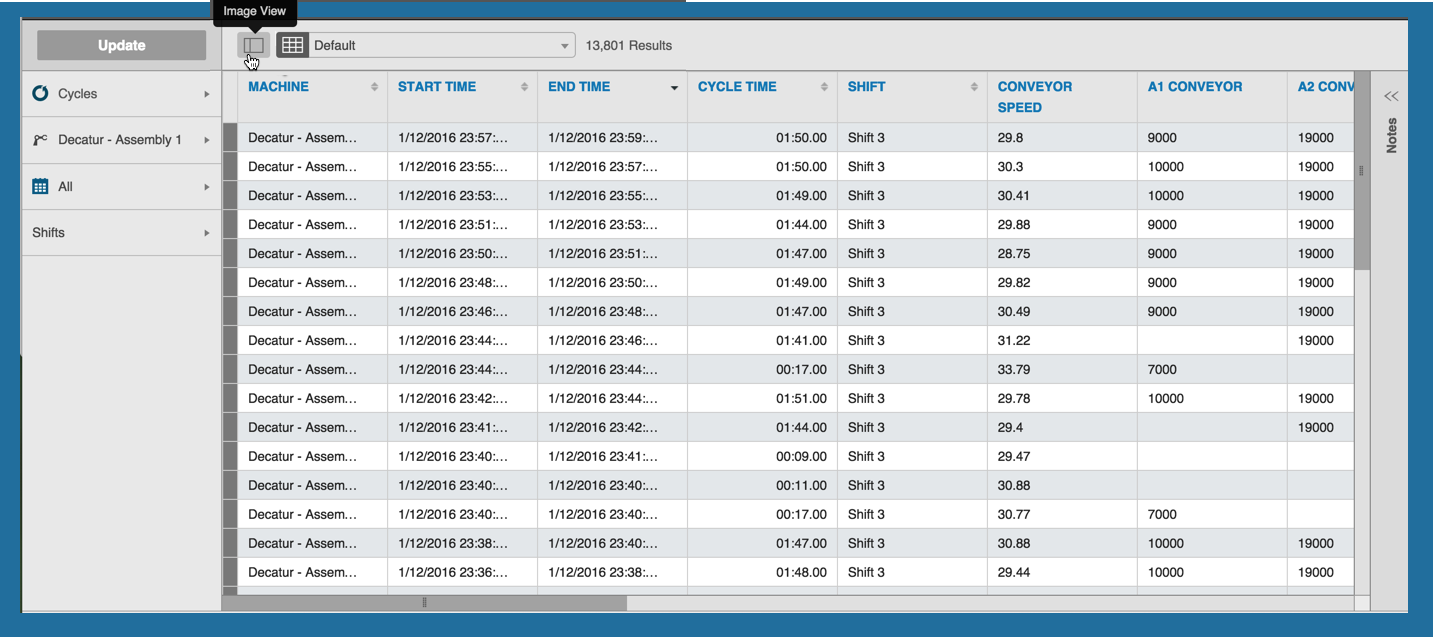 Image View
Update
Default
13,801 Results
Cycles
Decatur - Assembly 1
All
Shifts
MACHINE START TIME END TIME CYCLE TIME SHIFT CONVEYOR SPEED A1 CONVEYOR A2 CONV
Decatur - Assem... 1/12/2016 23:57:... 1/12/2016 23:59:... 01:50.00 Shift 3 29.8 9000 19000
Decatur - Assem... 1/12/2016 23:55:... 1/12/2016 23:57:... 01:50.00 Shift 3 30.3 10000 19000
Decatur - Assem... 1/12/2016 23:53:... 1/12/2016 23:55:... 01:49.00 Shift 3 30.41 10000 19000
Decatur - Assem... 1/12/2016 23:51:... 1/12/2016 23:53:... 01:44.00 Shift 3 29.88 9000 19000
Decatur - Assem... 1/12/2016 23:50:... 1/12/2016 23:51:... 01:47.00 Shift 3 28.75 9000 19000
Decatur - Assem... 1/12/2016 23:48:... 1/12/2016 23:50:... 01:49.00 Shift 3 29.82 9000 19000
Decatur - Assem... 1/12/2016 23:46:... 1/12/2016 23:48:... 01:47.00 Shift 3 30.49 9000 19000
Decatur - Assem... 1/12/2016 23:44:... 1/12/2016 23:46:... 01:41.00 Shift 3 31.22 19000
Decatur - Assem... 1/12/2016 23:44:... 1/12/2016 23:44:... 00:17.00 Shift 3 33.79 7000
Decatur - Assem... 1/12/2016 23:42:... 1/12/2016 23:44:... 01:51.00 Shift 3 29.78 10000 19000
Decatur - Assem... 1/12/2016 23:41:... 1/12/2016 23:42:... 01:44.00 Shift 3 29.4 19000
Decatur - Assem... 1/12/2016 23:40:... 1/12/2016 23:41:... 00:09.00 Shift 3 29.47
Decatur - Assem... 1/12/2016 23:40:... 1/12/2016 23:40:... 00:11.00 Shift 3 30.88
Decatur - Assem... 1/12/2016 23:40:... 1/12/2016 23:40:... 00:17.00 Shift 3 30.77 7000
Decatur - Assem... 1/12/2016 23:38:... 1/12/2016 23:40:... 01:47.00 Shift 3 30.88 10000 19000
Decatur - Assem... 1/12/2016 23:36:... 1/12/2016 23:38:... 01:48.00 Shift 3 29.44 10000 19000
Notes